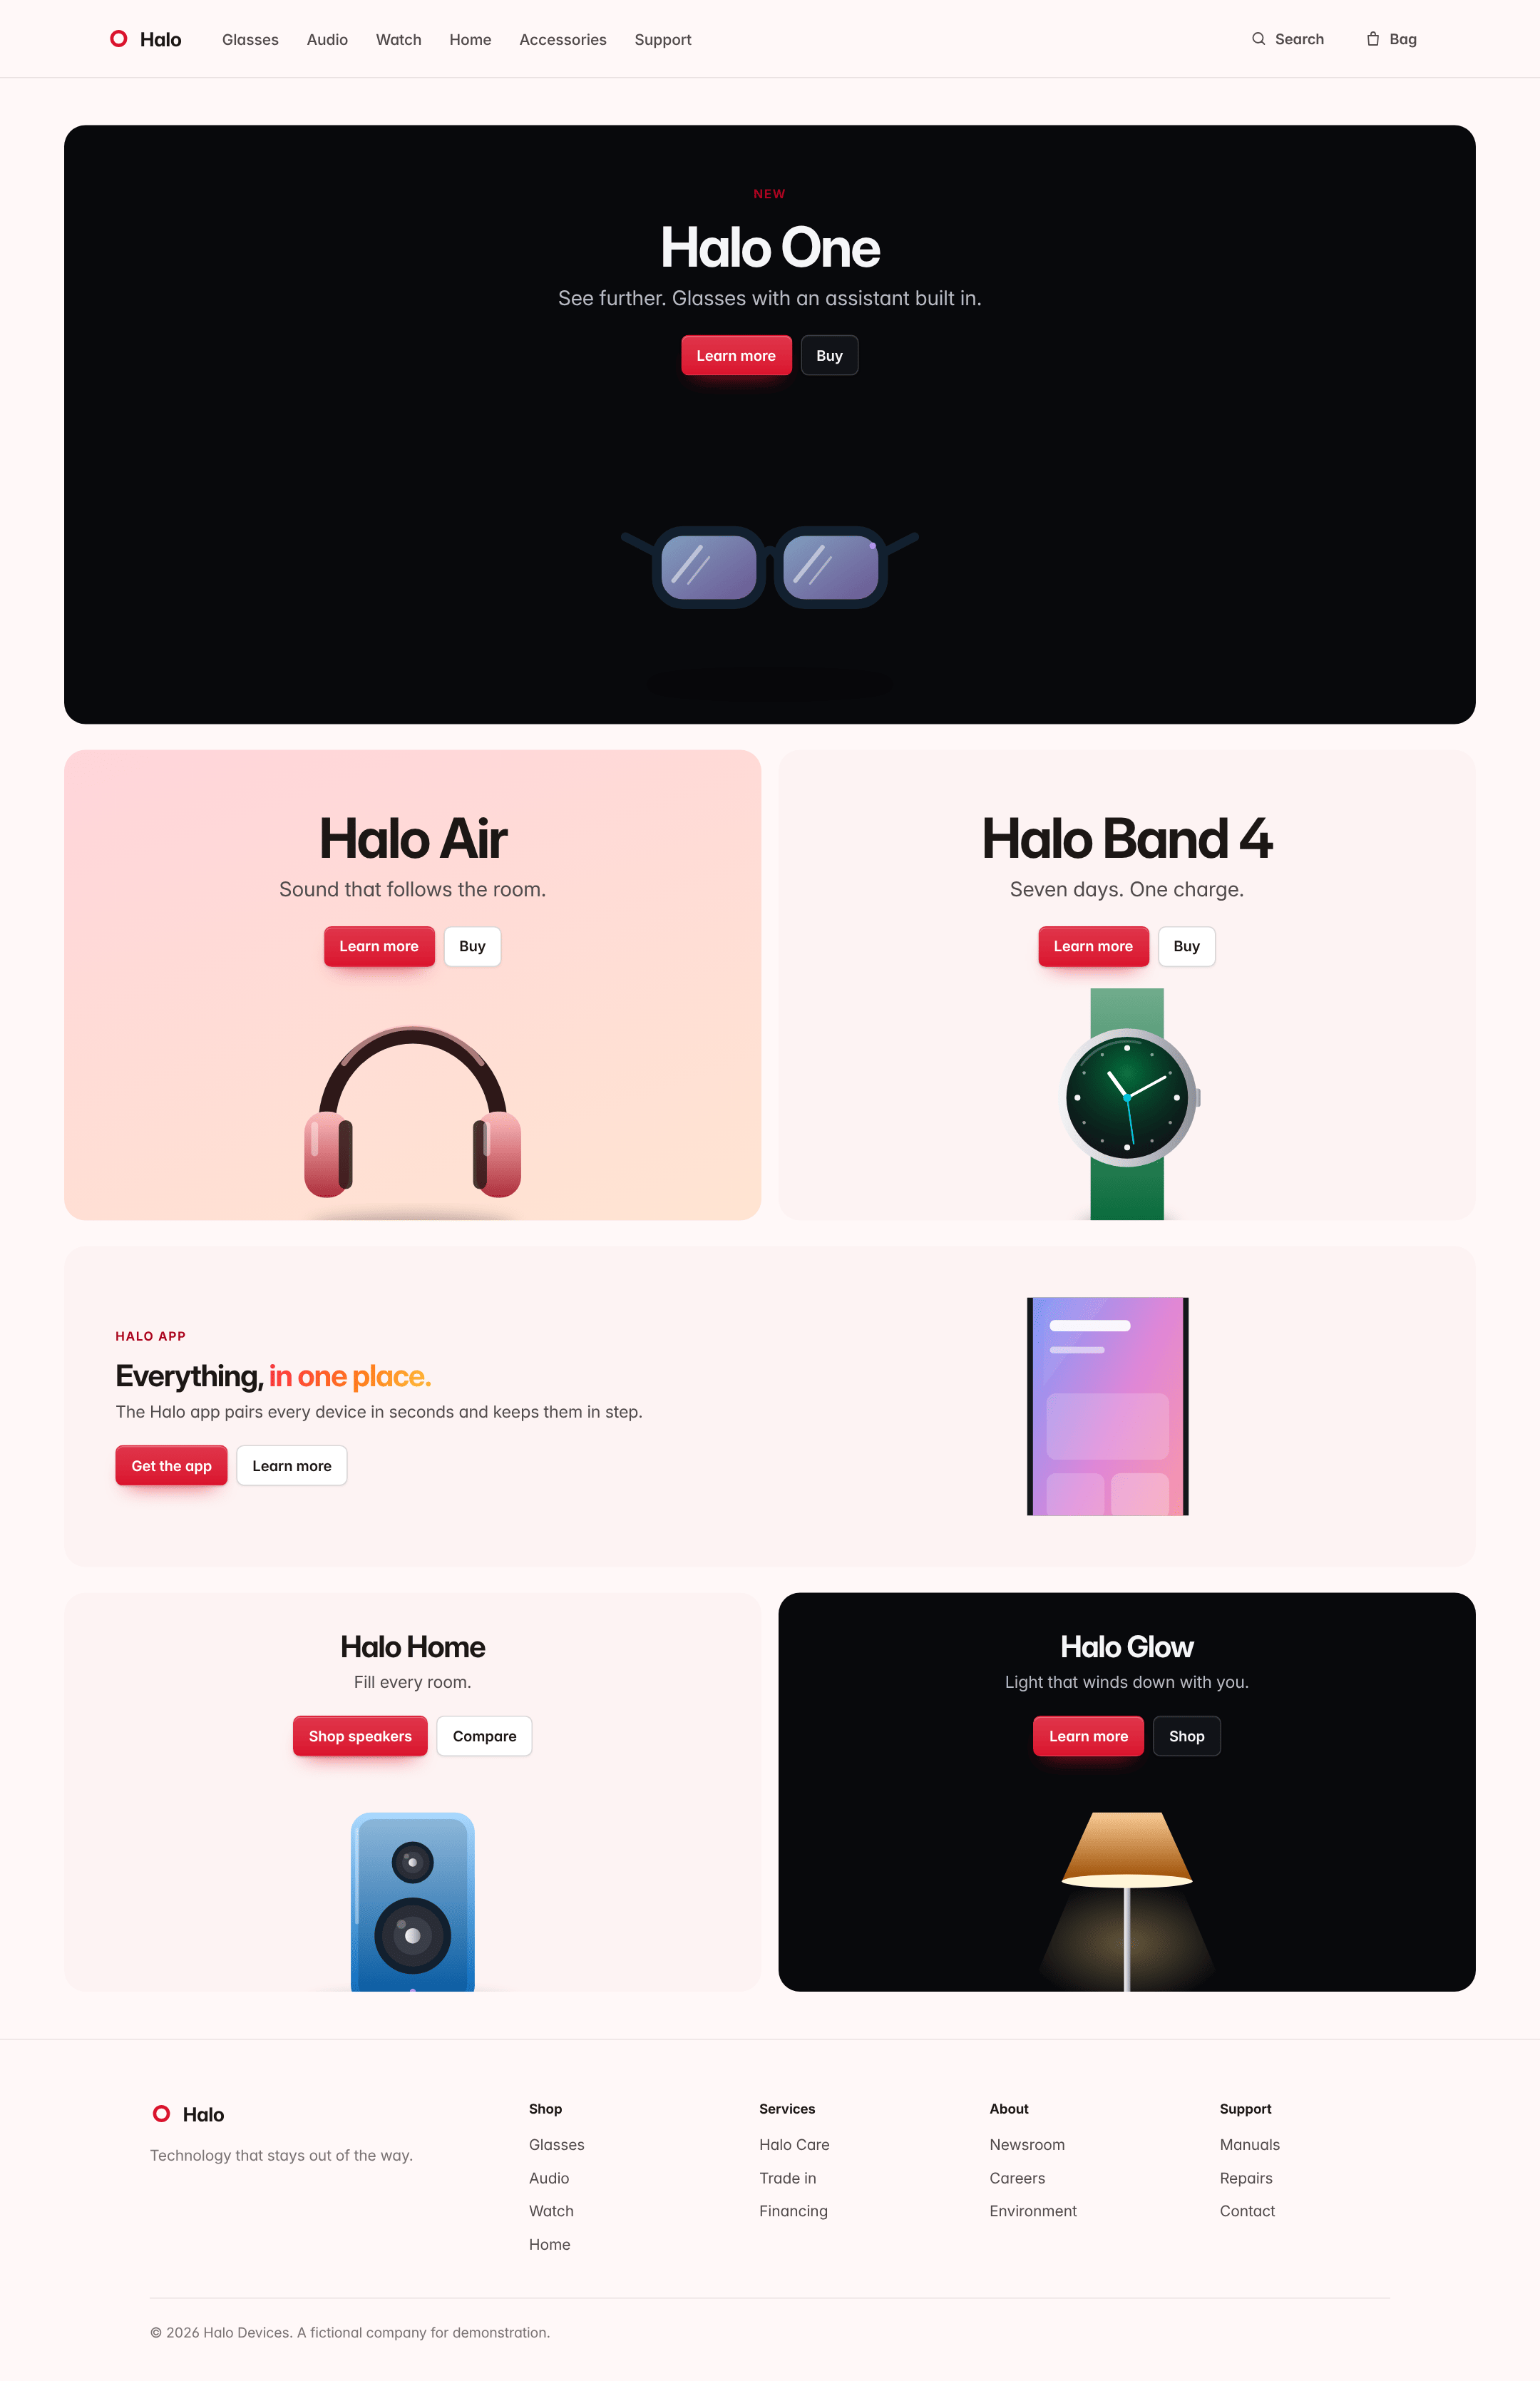 Halo
Glasses
Audio
Watch
Home
Accessories
Support
Search
Bag
NEW
Halo One
See further. Glasses with an assistant built in.
Learn more
Buy
Halo Air
Sound that follows the room.
Learn more
Buy
Halo Band 4
Seven days. One charge.
Learn more
Buy
HALO APP
Everything, in one place.
The Halo app pairs every device in seconds and keeps them in step.
Get the app
Learn more
Halo Home
Fill every room.
Shop speakers
Compare
Halo Glow
Light that winds down with you.
Learn more
Shop
Halo
Technology that stays out of the way.
Shop
Glasses
Audio
Watch
Home
Services
Halo Care
Trade in
Financing
About
Newsroom
Careers
Environment
Support
Manuals
Repairs
Contact
© 2026 Halo Devices. A fictional company for demonstration.